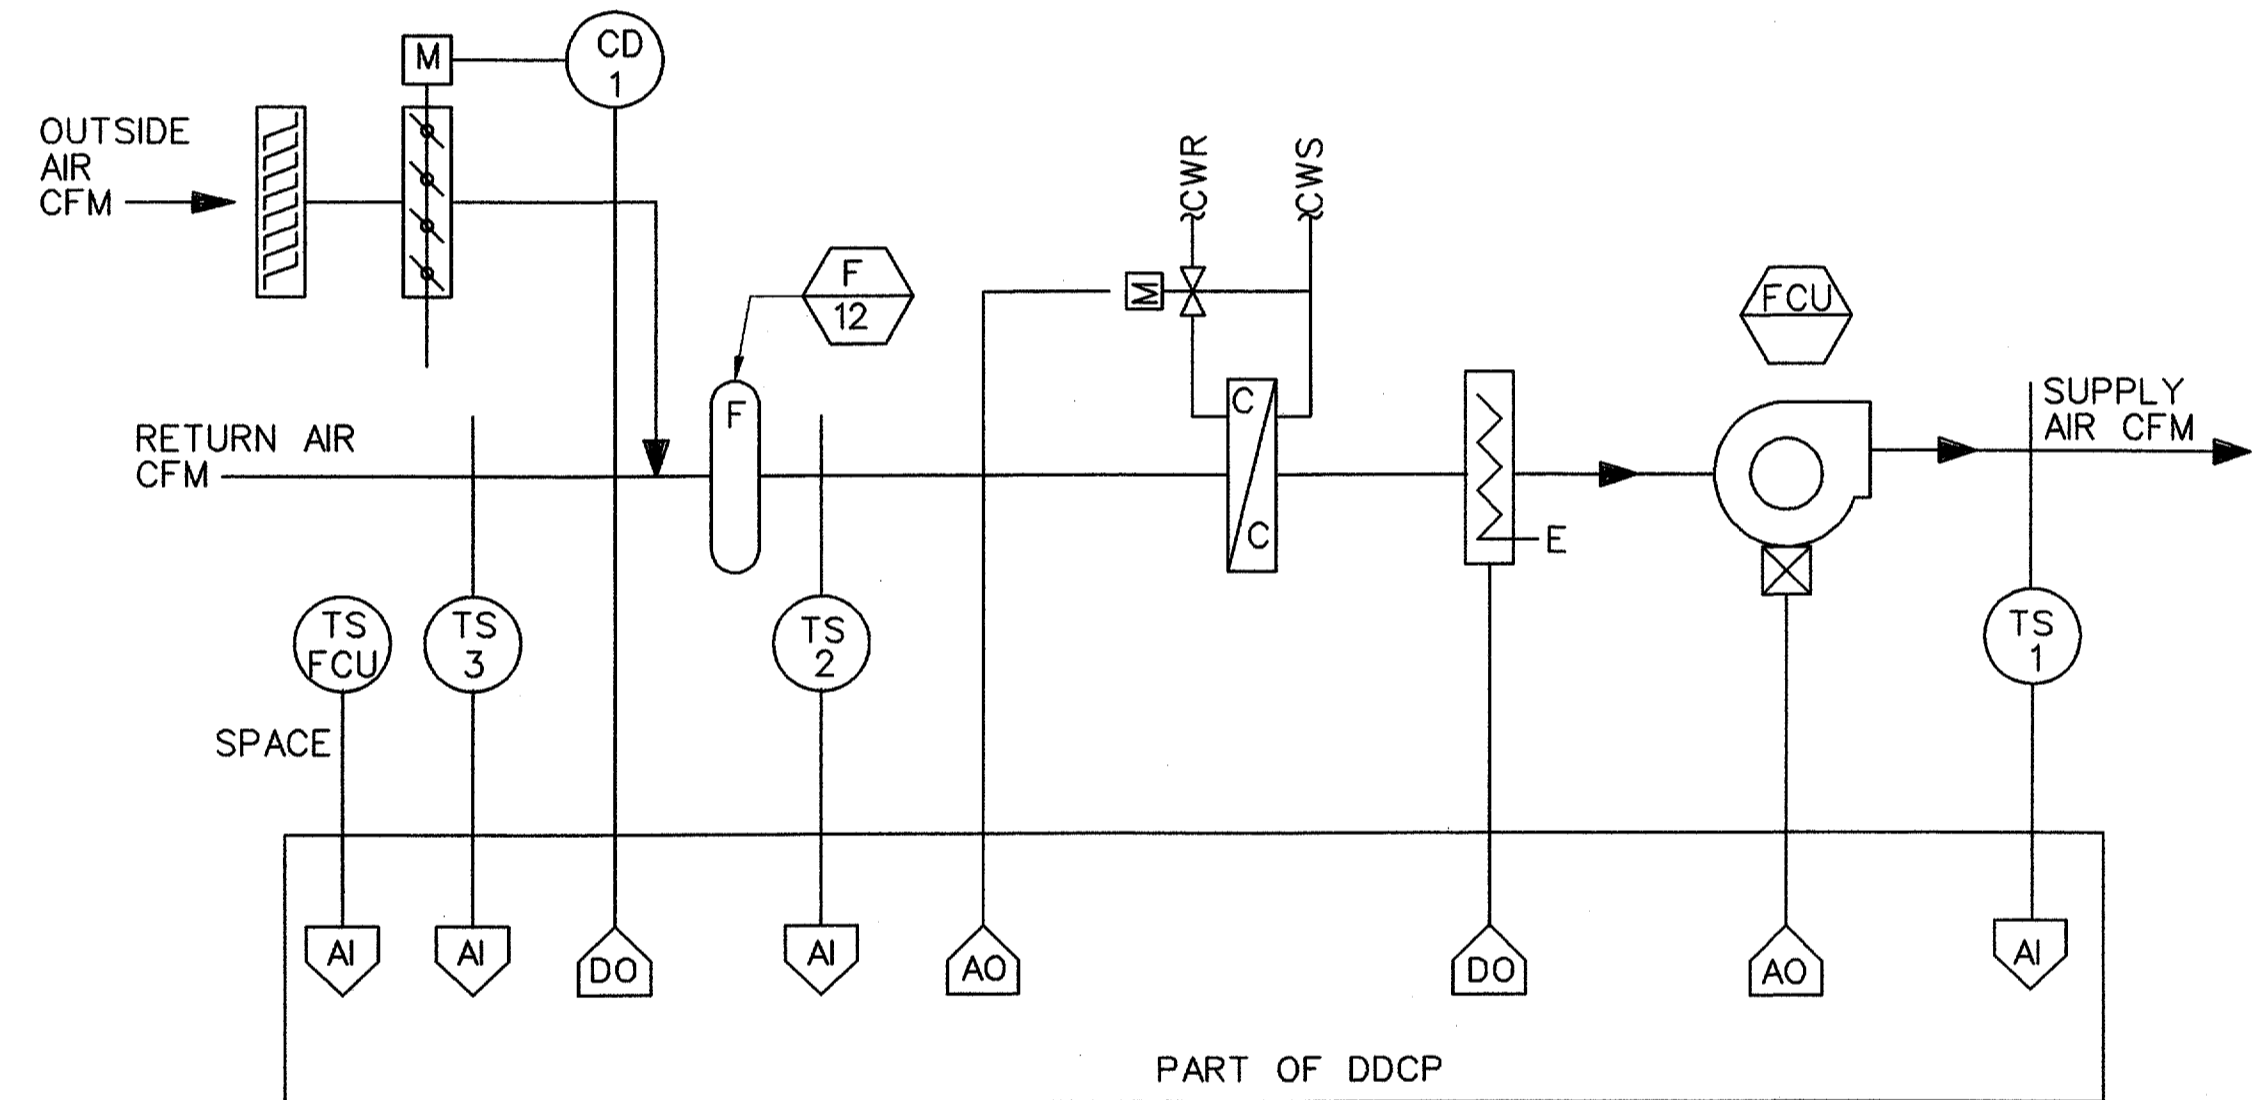 M
CD
1
OUTSIDE
AIR
CFM
CWR
CWS
F
12
FCU
RETURN AIR
CFM
F
C
C
E
SUPPLY
AIR CFM
M
TS
FCU
TS
3
TS
2
TS
1
SPACE
AI
AI
DO
AI
AO
DO
AO
AI
PART OF DDCP